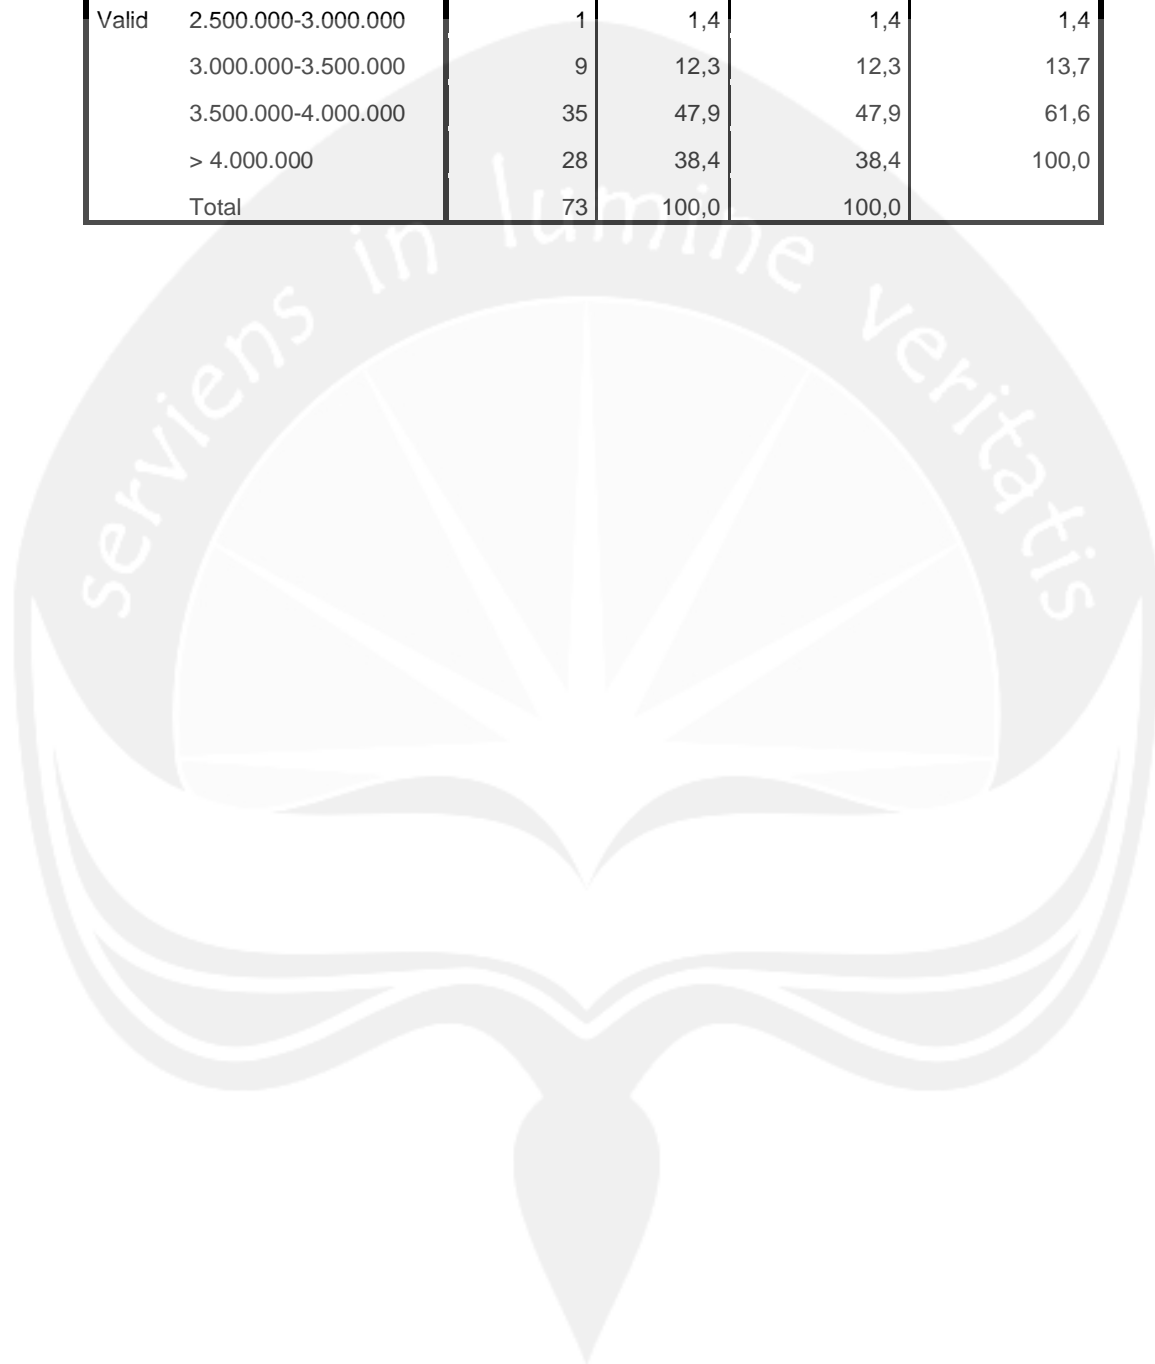 Valid 2.500.000-3.000.000 1 1,4 1,4 1,4
3.000.000-3.500.000 9 12,3 12,3 13,7
3.500.000-4.000.000 35 47,9 47,9 61,6
> 4.000.000 28 38,4 38,4 100,0
Total 73 100,0 100,0
serviens in lumine veritatis